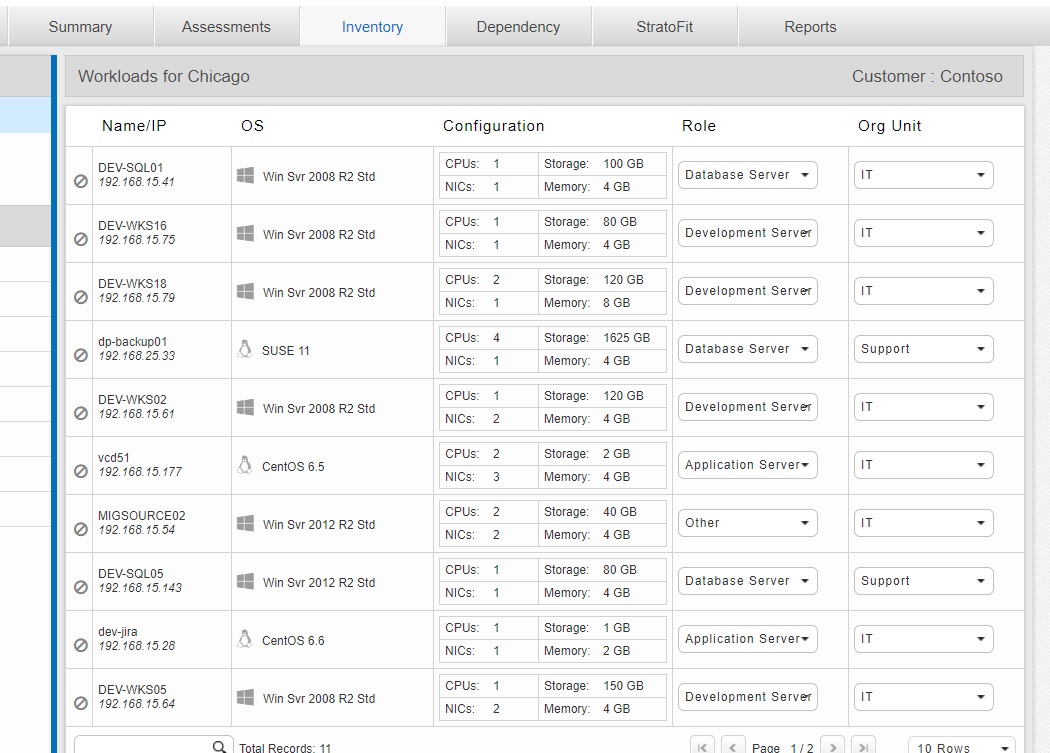 Summary Assessments Inventory Dependency StratoFit Reports
Workloads for Chicago Customer : Contoso
Name/IP OS Configuration Role Org Unit
DEV-SQL01
192.168.15.41
Win Svr 2008 R2 Std
CPUs: 1 Storage: 100 GB
NICs: 1 Memory: 4 GB
Database Server
IT
DEV-WKS16
192.168.15.75
Win Svr 2008 R2 Std
CPUs: 1 Storage: 80 GB
NICs: 1 Memory: 4 GB
Development Server
IT
DEV-WKS18
192.168.15.79
Win Svr 2008 R2 Std
CPUs: 2 Storage: 120 GB
NICs: 1 Memory: 8 GB
Development Server
IT
dp-backup01
192.168.25.33
SUSE 11
CPUs: 4 Storage: 1625 GB
NICs: 1 Memory: 4 GB
Database Server
Support
DEV-WKS02
192.168.15.61
Win Svr 2008 R2 Std
CPUs: 1 Storage: 120 GB
NICs: 2 Memory: 4 GB
Development Server
IT
vcd51
192.168.15.177
CentOS 6.5
CPUs: 2 Storage: 2 GB
NICs: 3 Memory: 4 GB
Application Server
IT
MIGSOURCE02
192.168.15.54
Win Svr 2012 R2 Std
CPUs: 2 Storage: 40 GB
NICs: 2 Memory: 4 GB
Other
IT
DEV-SQL05
192.168.15.143
Win Svr 2012 R2 Std
CPUs: 1 Storage: 80 GB
NICs: 1 Memory: 4 GB
Database Server
Support
dev-jira
192.168.15.28
CentOS 6.6
CPUs: 1 Storage: 1 GB
NICs: 1 Memory: 2 GB
Application Server
IT
DEV-WKS05
192.168.15.64
Win Svr 2008 R2 Std
CPUs: 1 Storage: 150 GB
NICs: 2 Memory: 4 GB
Development Server
IT
Total Records: 11 Page 1 / 2 10 Rows